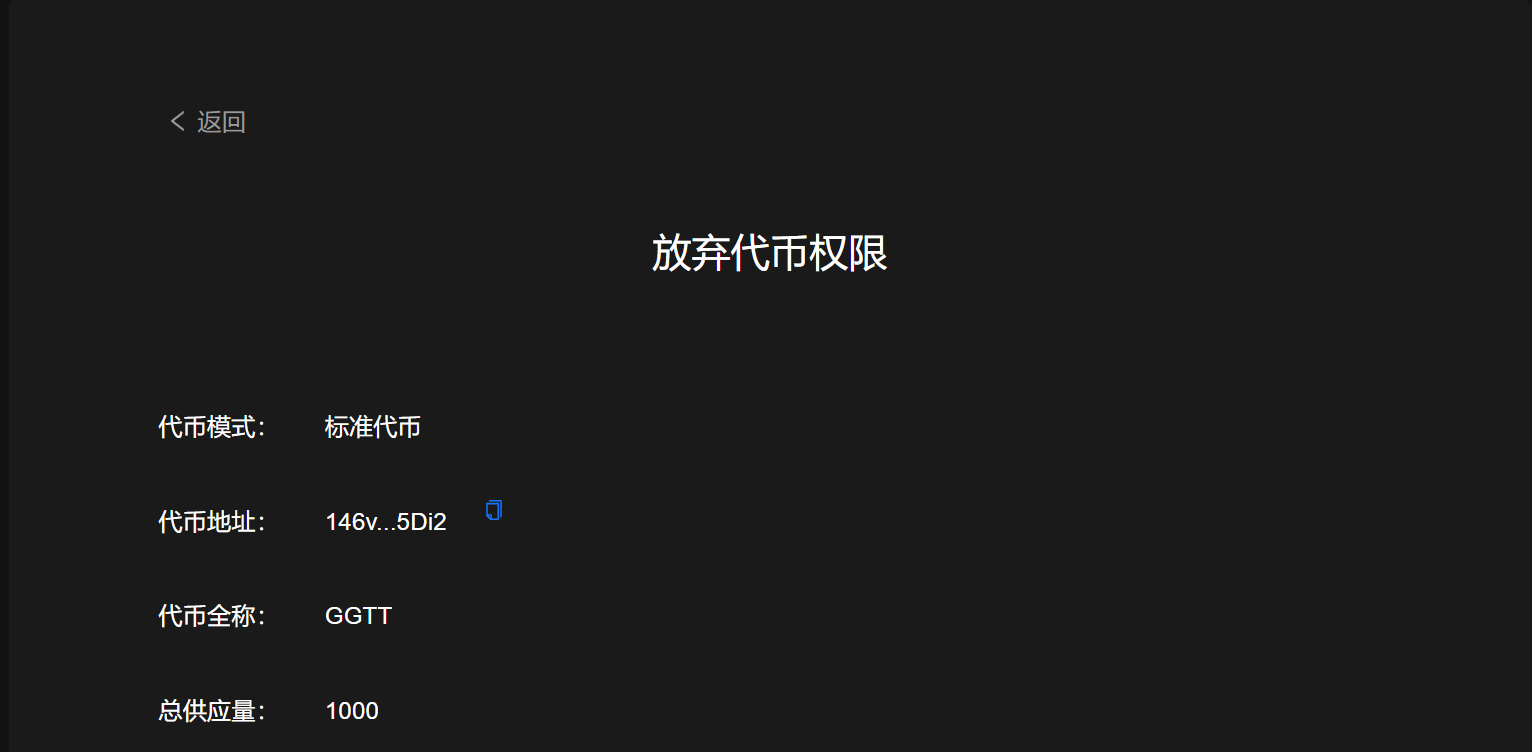 返回
放弃代币权限
代币模式： 标准代币
代币地址： 146v...5Di2
代币全称： GGTT
总供应量： 1000